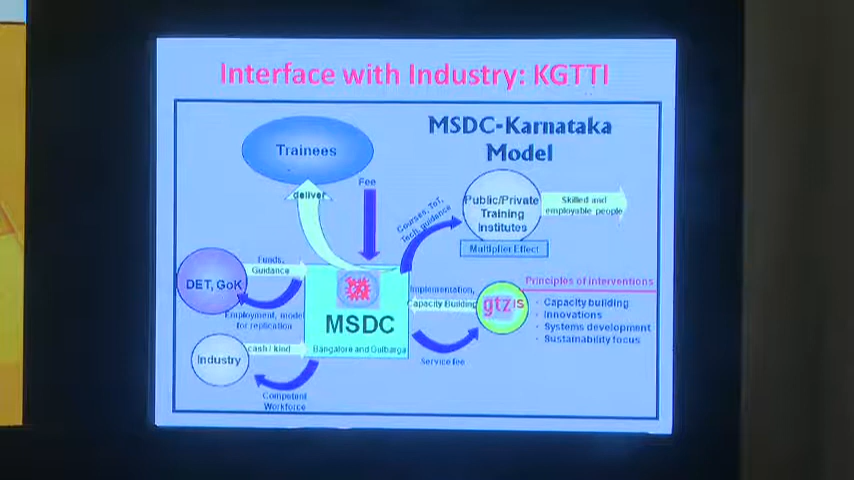 Interface with Industry: KGTTI
MSDC-Karnataka
Model
Trainees
Fee
deliver
Courses, ToT,
Tech. guidance
Public/Private
Training
Institutes
Multiplier Effect
Skilled and
employable people
DET, GoK
Funds,
Guidance
Employment, model
for replication
MSDC
Bangalore and Gulbarga
Implementation,
Capacity Building
gtz IS
Service fee
Principles of interventions
- Capacity building
- Innovations
- Systems development
- Sustainability focus
Industry
cash / kind
Competent
Workforce